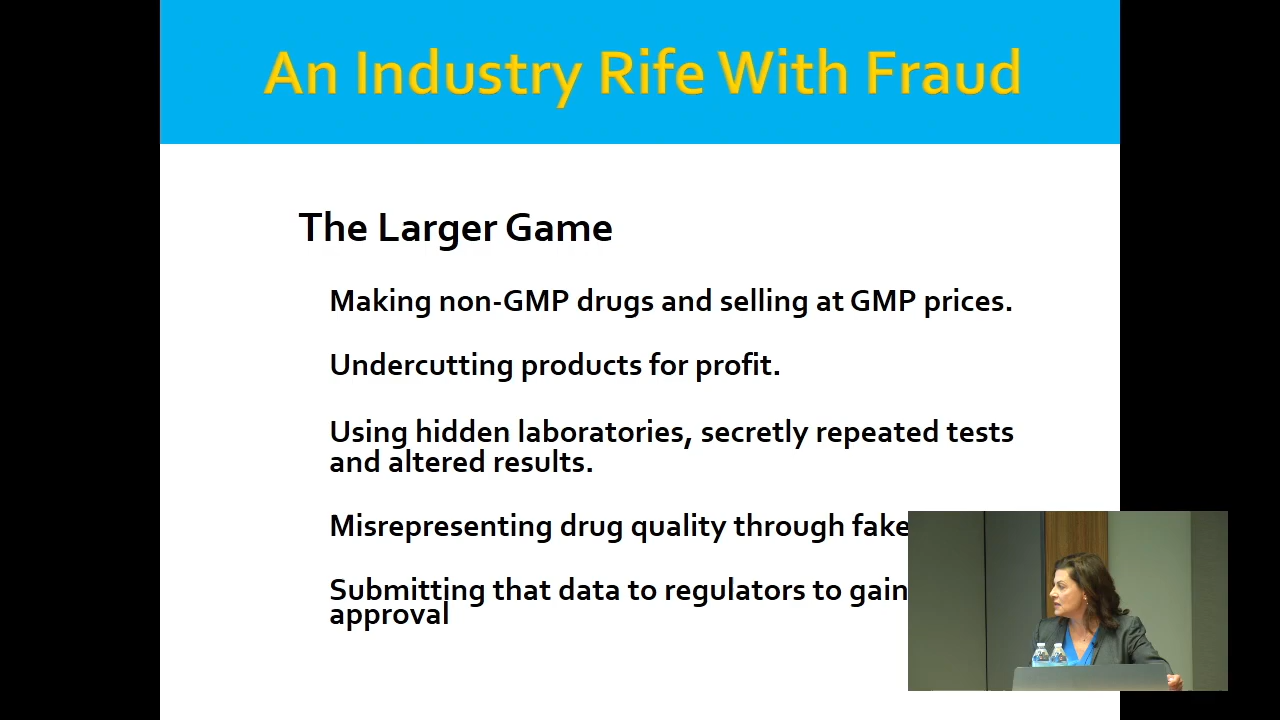 An Industry Rife With Fraud
The Larger Game
Making non-GMP drugs and selling at GMP prices.
Undercutting products for profit.
Using hidden laboratories, secretly repeated tests
and altered results.
Misrepresenting drug quality through fake
Submitting that data to regulators to gain
approval